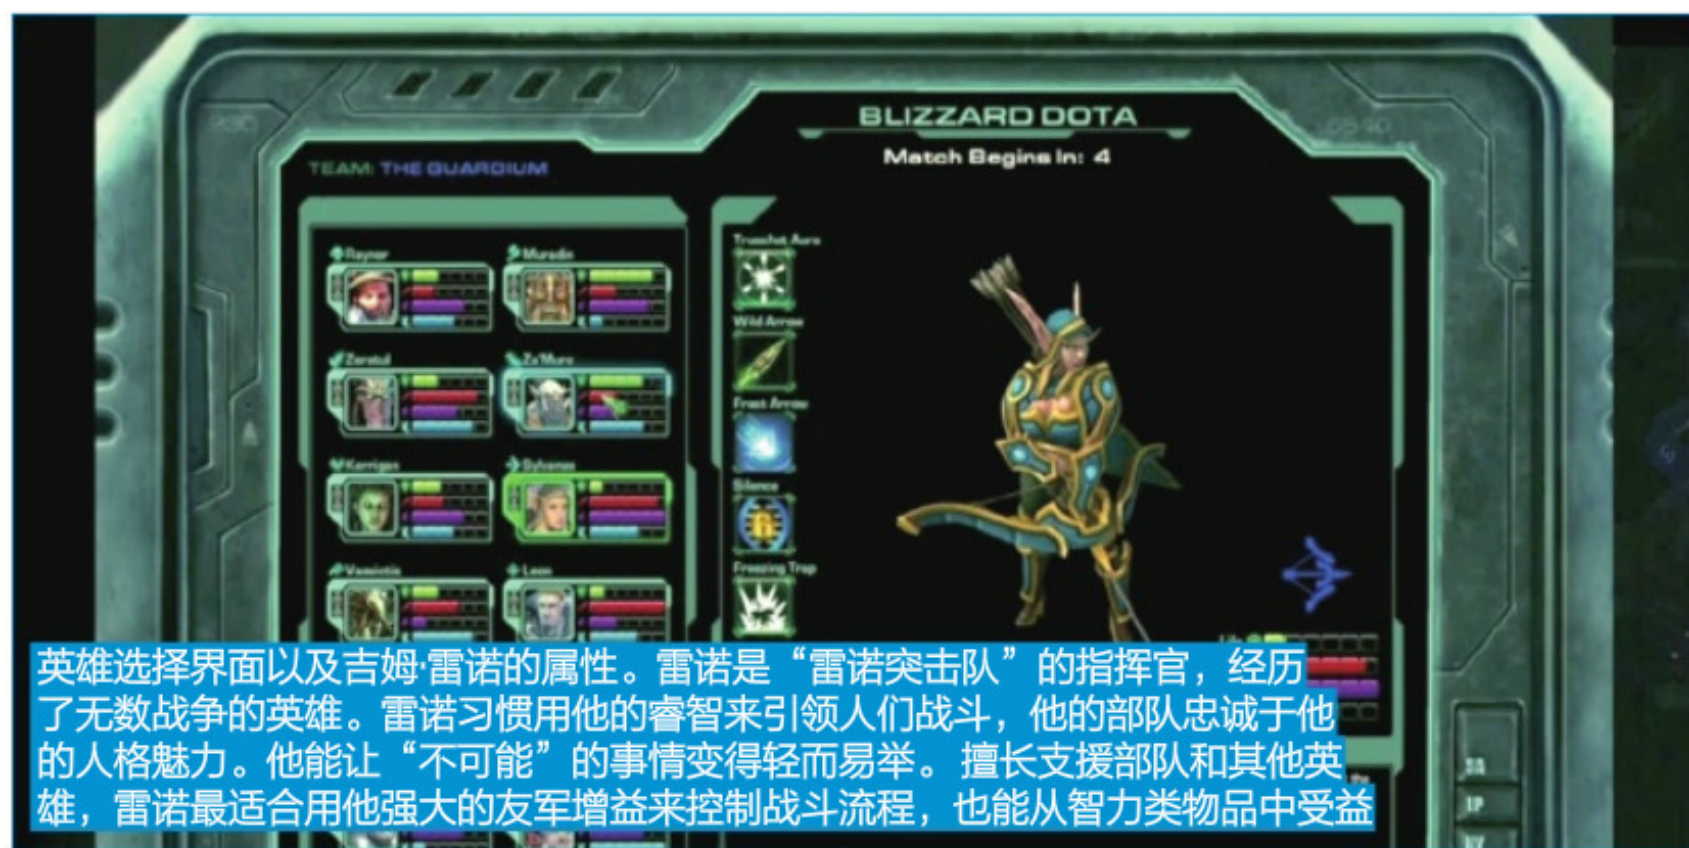 BLIZZARD DOTA
Match Begins In: 4
TEAM: THE GUARDIUM
Raynor
Muradin
Zeratul
Za'Muro
Kerrigan
Sylvanas
Leon
Trueshot Aura
Wild Arrow
Frost Arrow
Silence
Freezing Trap
Life
英雄选择界面以及吉姆·雷诺的属性。雷诺是“雷诺突击队”的指挥官，经历
了无数战争的英雄。雷诺习惯用他的睿智来引领人们战斗，他的部队忠诚于他
的人格魅力。他能让“不可能”的事情变得轻而易举。擅长支援部队和其他英
雄，雷诺最适合用他强大的友军增益来控制战斗流程，也能从智力类物品中受益
the